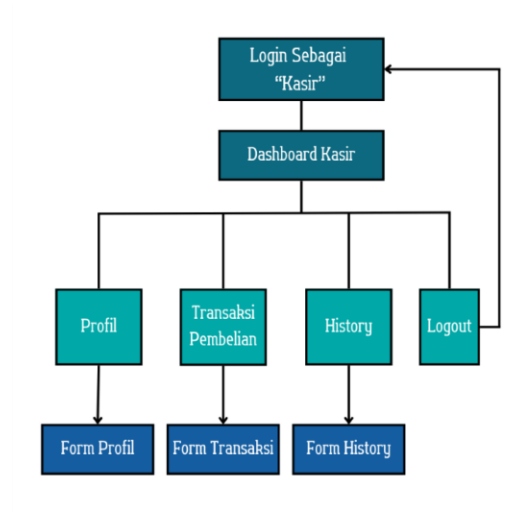 Login Sebagai
“Kasir”
Dashboard Kasir
Profil
Transaksi
Pembelian
History
Logout
Form Profil
Form Transaksi
Form History